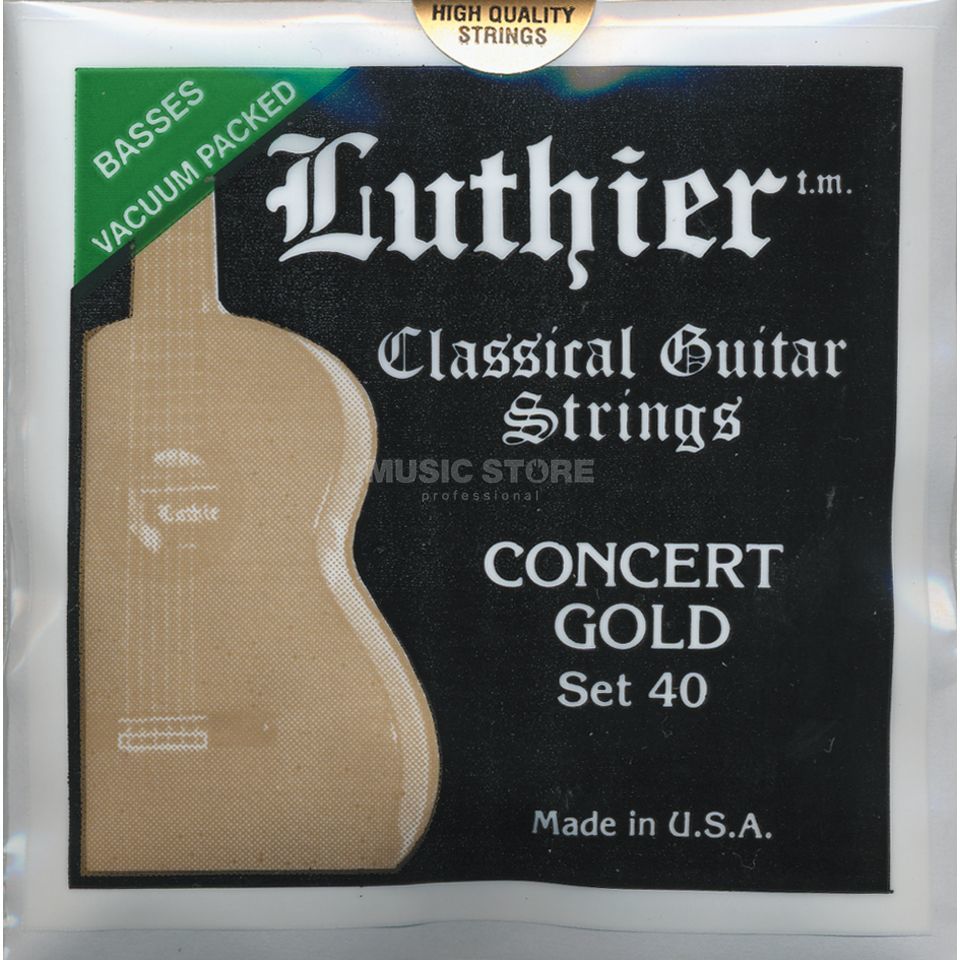 HIGH QUALITY
STRINGS
BASSES
VACUUM PACKED
Luthier t.m.
Classical Guitar
Strings
MUSIC STORE
professional
Luthie
CONCERT
GOLD
Set 40
Made in U.S.A.